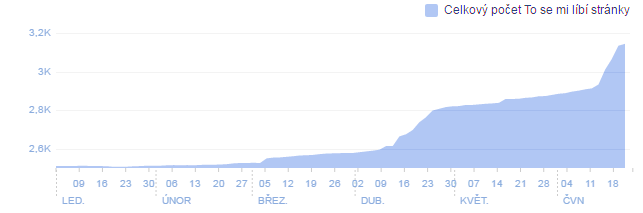 Celkový počet To se mi líbí stránky
3,2K
3K
2,8K
2,6K
09 16 23 30 06 13 20 27 05 12 19 26 02 09 16 23 30 07 14 21 28 04 11 18
LED. ÚNOR BŘEZ. DUB. KVĚT. ČVN